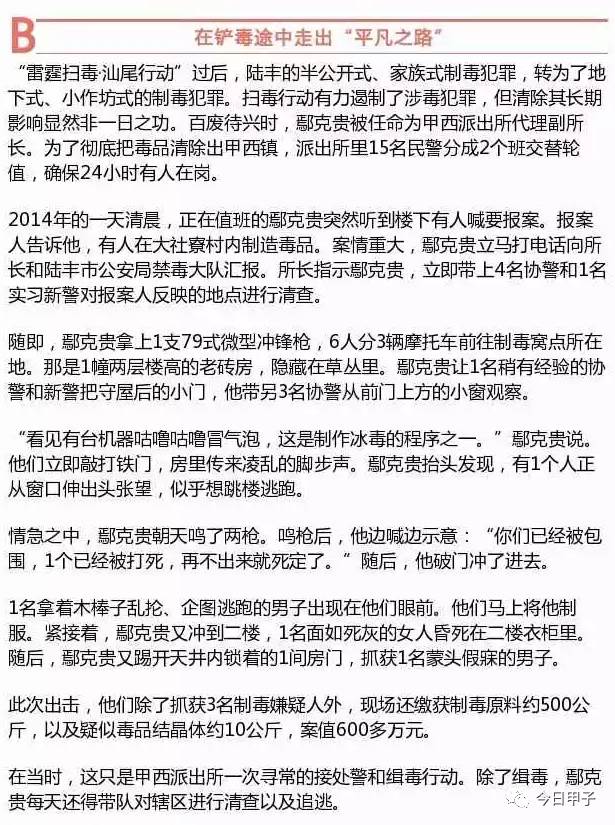 B
在铲毒途中走出“平凡之路”
“雷霆扫毒·汕尾行动”过后，陆丰的半公开式、家族式制毒犯罪，转为了地
下式、小作坊式的制毒犯罪。扫毒行动有力遏制了涉毒犯罪，但清除其长期
影响显然非一日之功。百废待兴时，鄢克贵被任命为甲西派出所代理副所
长。为了彻底把毒品清除出甲西镇，派出所里15名民警分成2个班交替轮
值，确保24小时有人在岗。
2014年的一天清晨，正在值班的鄢克贵突然听到楼下有人喊要报案。报案
人告诉他，有人在大社寮村内制造毒品。案情重大，鄢克贵立马打电话向所
长和陆丰市公安局禁毒大队汇报。所长指示鄢克贵，立即带上4名协警和1名
实习新警对报案人反映的地点进行清查。
随即，鄢克贵拿上1支79式微型冲锋枪，6人分3辆摩托车前往制毒窝点所在
地。那是1幢两层楼高的老砖房，隐藏在草丛里。鄢克贵让1名稍有经验的协
警和新警把守屋后的小门，他带另3名协警从前门上方的小窗观察。
“看见有台机器咕噜咕噜冒气泡，这是制作冰毒的程序之一。”鄢克贵说。
他们立即敲打铁门，房里传来凌乱的脚步声。鄢克贵抬头发现，有1个人正
从窗口伸出头张望，似乎想跳楼逃跑。
情急之中，鄢克贵朝天鸣了两枪。鸣枪后，他边喊边示意：“你们已经被包
围，1个已经被打死，再不出来就死定了。”随后，他破门冲了进去。
1名拿着木棒子乱抡、企图逃跑的男子出现在他们眼前。他们马上将他制
服。紧接着，鄢克贵又冲到二楼，1名面如死灰的女人昏死在二楼衣柜里。
随后，鄢克贵又踢开天井内锁着的1间房门，抓获1名蒙头假寐的男子。
此次出击，他们除了抓获3名制毒嫌疑人外，现场还缴获制毒原料约500公
斤，以及疑似毒品结晶体约10公斤，案值600多万元。
在当时，这只是甲西派出所一次寻常的接处警和缉毒行动。除了缉毒，鄢克
贵每天还得带队对辖区进行清查以及追逃。
今日甲子